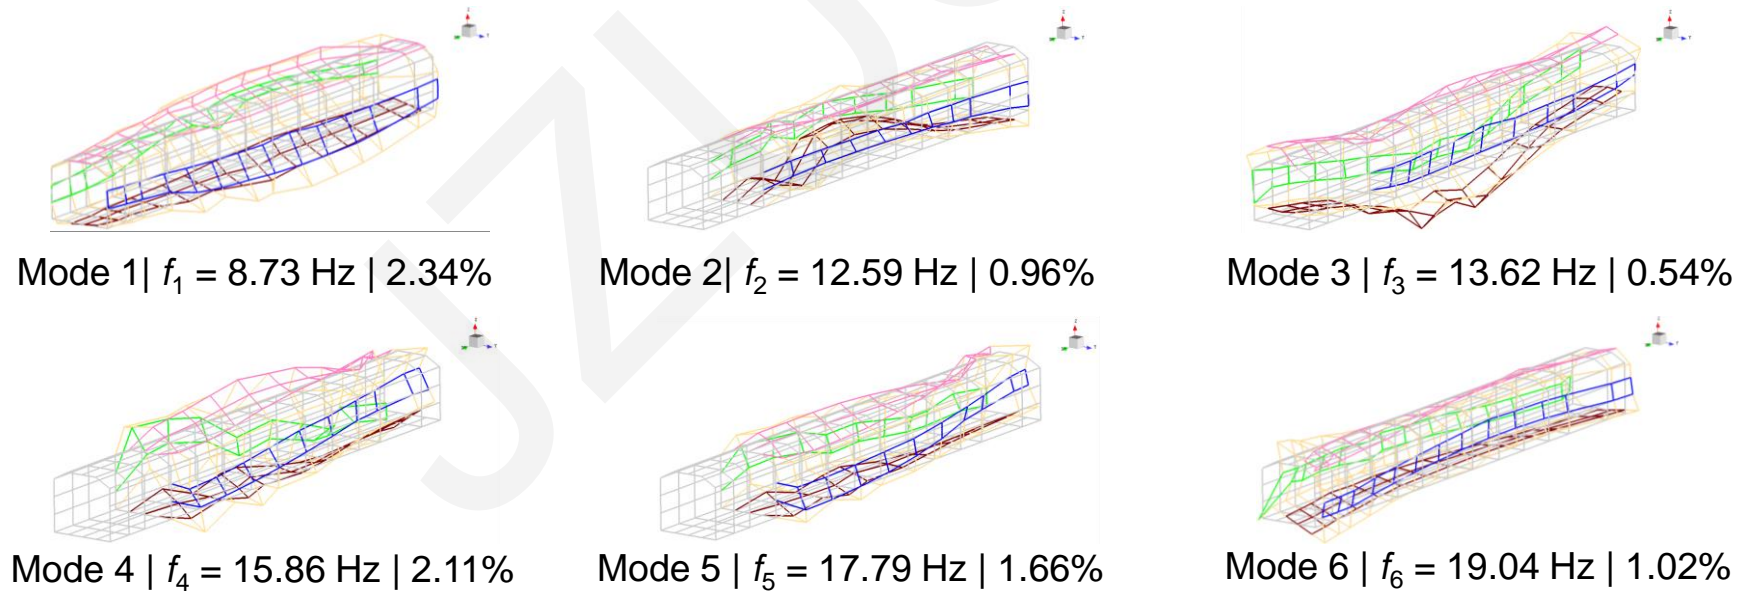 Mode 1| f1 = 8.73 Hz | 2.34%
Mode 2| f2 = 12.59 Hz | 0.96%
Mode 3 | f3 = 13.62 Hz | 0.54%
Mode 4 | f4 = 15.86 Hz | 2.11%
Mode 5 | f5 = 17.79 Hz | 1.66%
Mode 6 | f6 = 19.04 Hz | 1.02%